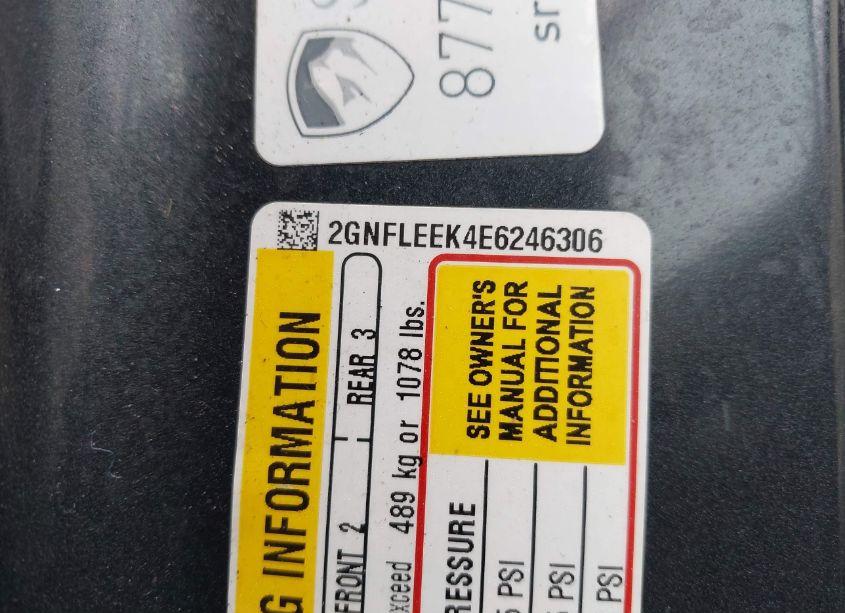 877
sr
2GNFLEEK4E6246306
G INFORMATION
FRONT 2 REAR 3
xceed 489 kg or 1078 lbs.
RESSURE
SEE OWNER'S
MANUAL FOR
ADDITIONAL
INFORMATION
PSI
PSI
PSI